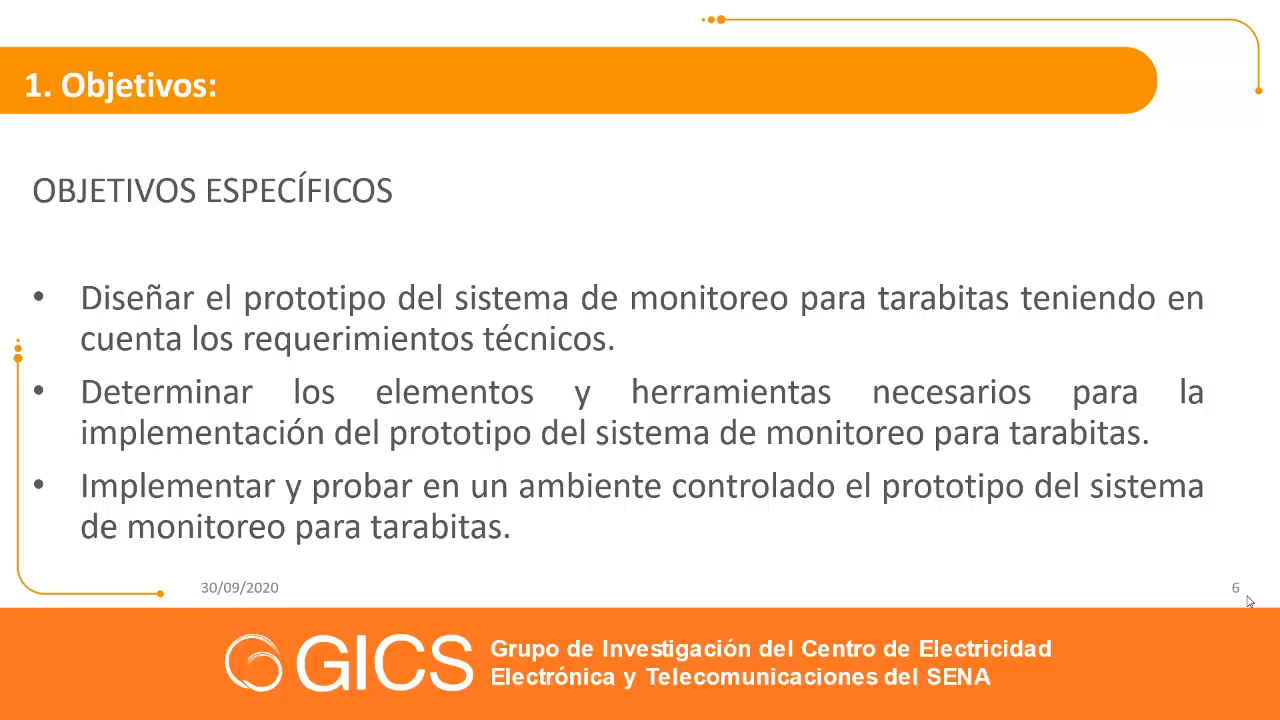 1. Objetivos:
OBJETIVOS ESPECÍFICOS
• Diseñar el prototipo del sistema de monitoreo para tarabitas teniendo en
cuenta los requerimientos técnicos.
• Determinar los elementos y herramientas necesarios para la
implementación del prototipo del sistema de monitoreo para tarabitas.
• Implementar y probar en un ambiente controlado el prototipo del sistema
de monitoreo para tarabitas.
30/09/2020
6
GICS
Grupo de Investigación del Centro de Electricidad
Electrónica y Telecomunicaciones del SENA